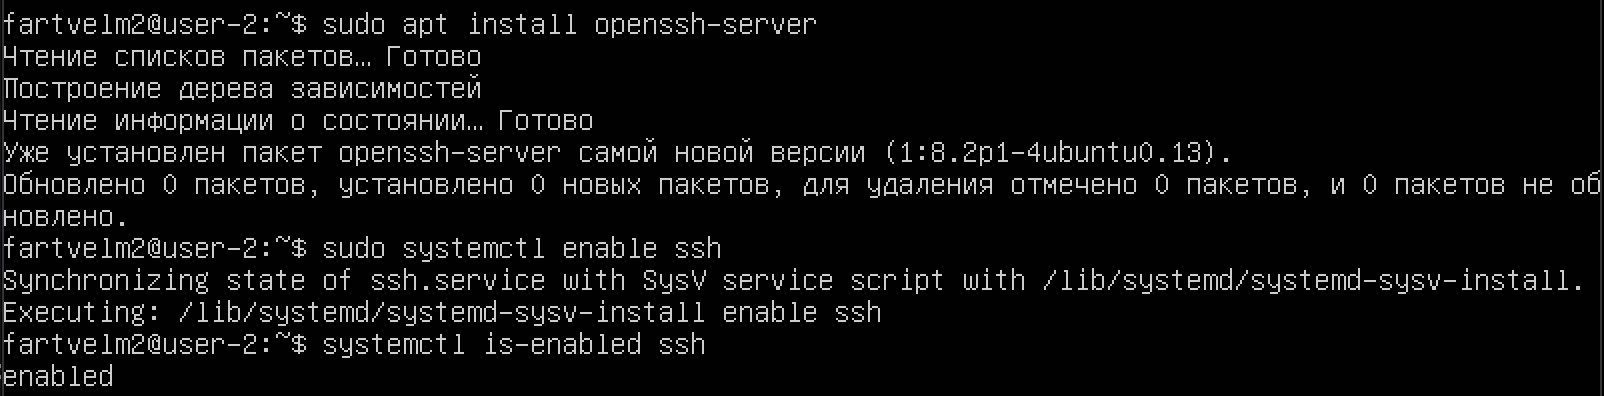 fartvelm2@user-2:~$ sudo apt install openssh-server
Чтение списков пакетов… Готово
Построение дерева зависимостей
Чтение информации о состоянии… Готово
Уже установлен пакет openssh-server самой новой версии (1:8.2p1-4ubuntu0.13).
Обновлено 0 пакетов, установлено 0 новых пакетов, для удаления отмечено 0 пакетов, и 0 пакетов не об
новлено.
fartvelm2@user-2:~$ sudo systemctl enable ssh
Synchronizing state of ssh.service with SysV service script with /lib/systemd/systemd-sysv-install.
Executing: /lib/systemd/systemd-sysv-install enable ssh
fartvelm2@user-2:~$ systemctl is-enabled ssh
enabled